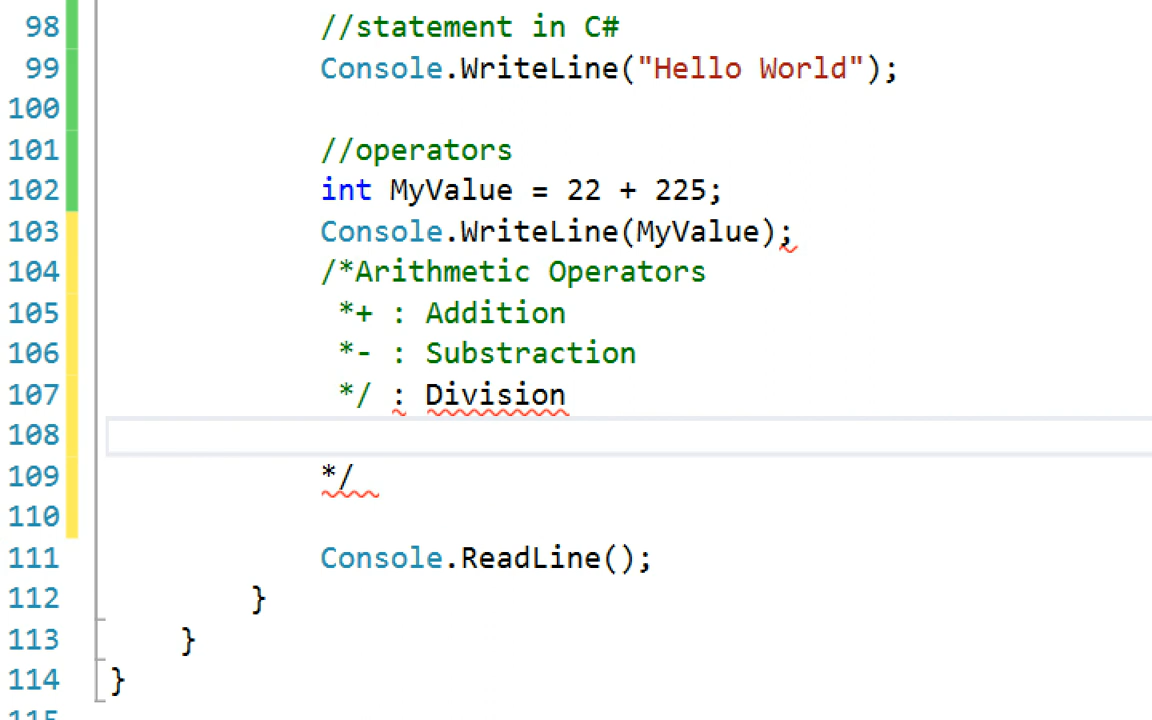 98 //statement in C#
99 Console.WriteLine("Hello World");
100
101 //operators
102 int MyValue = 22 + 225;
103 Console.WriteLine(MyValue);
104 /*Arithmetic Operators
105 *+ : Addition
106 *- : Substraction
107 */ : Division
108
109 */
110
111 Console.ReadLine();
112 }
113 }
114 }
115